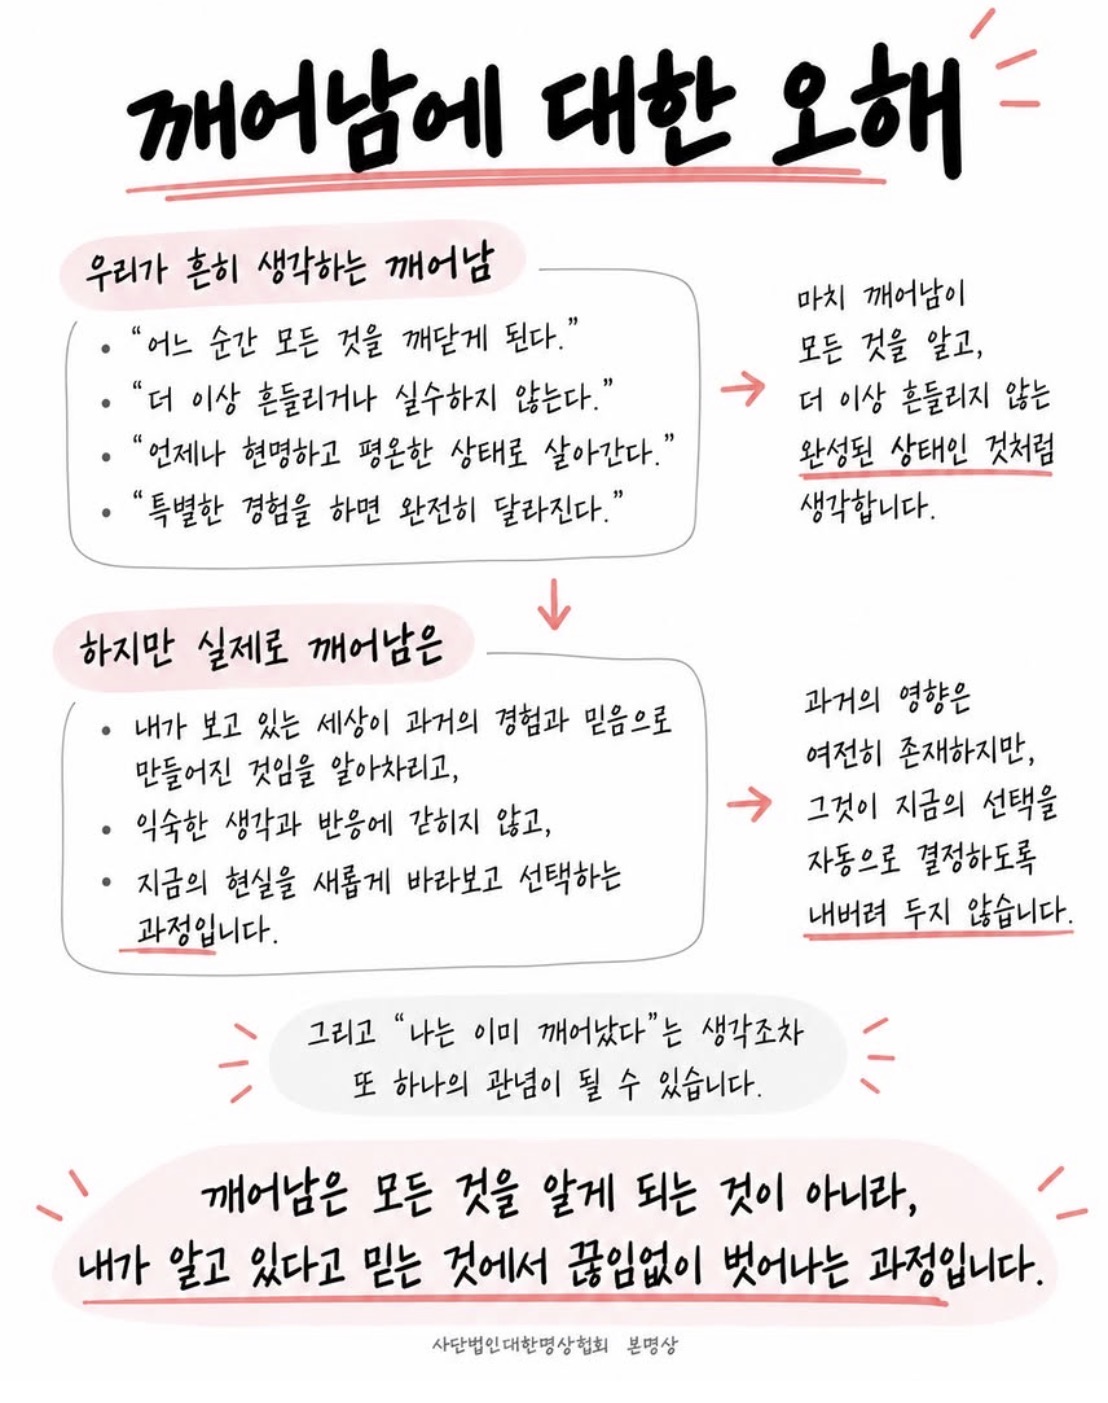 깨어남에 대한 오해
우리가 흔히 생각하는 깨어남
• “어느 순간 모든 것을 깨닫게 된다.”
• “더 이상 흔들리거나 실수하지 않는다.”
• “언제나 현명하고 평온한 상태로 살아간다.”
• “특별한 경험을 하면 완전히 달라진다.”
마치 깨어남이
모든 것을 알고,
더 이상 흔들리지 않는
완성된 상태인 것처럼
생각합니다.
하지만 실제로 깨어남은
• 내가 보고 있는 세상이 과거의 경험과 믿음으로
만들어진 것임을 알아차리고,
• 익숙한 생각과 반응에 갇히지 않고,
• 지금의 현실을 새롭게 바라보고 선택하는
과정입니다.
과거의 영향은
여전히 존재하지만,
그것이 지금의 선택을
자동으로 결정하도록
내버려 두지 않습니다.
그리고 “나는 이미 깨어났다”는 생각조차
또 하나의 관념이 될 수 있습니다.
깨어남은 모든 것을 알게 되는 것이 아니라,
내가 알고 있다고 믿는 것에서 끊임없이 벗어나는 과정입니다.
사단법인대한명상협회 본명상